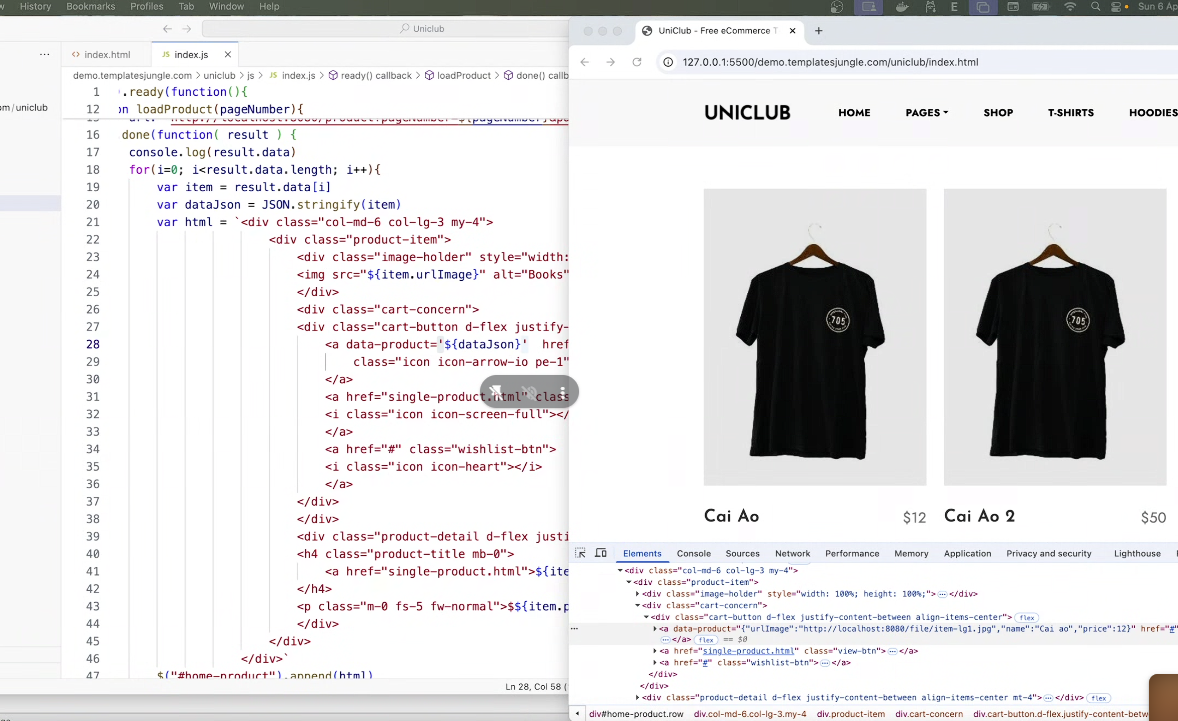 History Bookmarks Profiles Tab Window Help
Sun 6 Ap
Uniclub
index.html
JS index.js
demo.templatesjungle.com > uniclub > js > JS index.js > ready() callback > loadProduct > done() callb
om/uniclub
1 .ready(function(){
12 on loadProduct(pageNumber){
16 done(function( result ) {
17 console.log(result.data)
18 for(i=0; i<result.data.length; i++){
19 var item = result.data[i]
20 var dataJson = JSON.stringify(item)
21 var html = `<div class="col-md-6 col-lg-3 my-4">
22 <div class="product-item">
23 <div class="image-holder" style="width:
24 <img src="${item.urlImage}" alt="Books"
25 </div>
26 <div class="cart-concern">
27 <div class="cart-button d-flex justify-
28 <a data-product='${dataJson}' href
29 class="icon icon-arrow-io pe-1"
30 </a>
31 <a href="single-product.html" class
32 <i class="icon icon-screen-full"></
33 </a>
34 <a href="#" class="wishlist-btn">
35 <i class="icon icon-heart"></i>
36 </a>
37 </div>
38 </div>
39 <div class="product-detail d-flex justi
40 <h4 class="product-title mb-0">
41 <a href="single-product.html">${ite
42 </h4>
43 <p class="m-0 fs-5 fw-normal">$${item.p
44 </div>
45 </div>
46 </div>`
47 $("#home-product").append(html)
Ln 28, Col 58 (
UniClub - Free eCommerce T
127.0.0.1:5500/demo.templatesjungle.com/uniclub/index.html
UNICLUB HOME PAGES SHOP T-SHIRTS HOODIES
705
705
Cai Ao $12 Cai Ao 2 $50
Elements Console Sources Network Performance Memory Application Privacy and security Lighthouse
<div class="col-md-6 col-lg-3 my-4">
<div class="product-item">
<div class="image-holder" style="width: 100%; height: 100%;">…</div>
<div class="cart-concern">
<div class="cart-button d-flex justify-content-between align-items-center"> flex
<a data-product="{"urlImage":"http://localhost:8080/file/item-lg1.jpg","name":"Cai ao","price":12}" href="#"
…</a> flex == $0
<a href="single-product.html" class="view-btn">…</a>
<a href="#" class="wishlist-btn">…</a>
</div>
</div>
<div class="product-detail d-flex justify-content-between align-items-center mt-4">…</div> flex
div#home-product.row div.col-md-6.col-lg-3.my-4 div.product-item div.cart-concern div.cart-button.d-flex.justify-content-betw